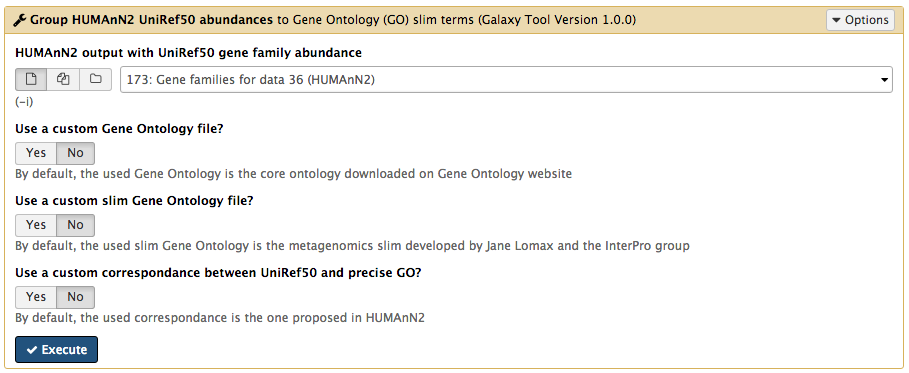 Group HUMAnN2 UniRef50 abundances to Gene Ontology (GO) slim terms (Galaxy Tool Version 1.0.0) Options
HUMAnN2 output with UniRef50 gene family abundance
173: Gene families for data 36 (HUMAnN2)
(-i)
Use a custom Gene Ontology file?
Yes No
By default, the used Gene Ontology is the core ontology downloaded on Gene Ontology website
Use a custom slim Gene Ontology file?
Yes No
By default, the used slim Gene Ontology is the metagenomics slim developed by Jane Lomax and the InterPro group
Use a custom correspondance between UniRef50 and precise GO?
Yes No
By default, the used correspondance is the one proposed in HUMAnN2
Execute